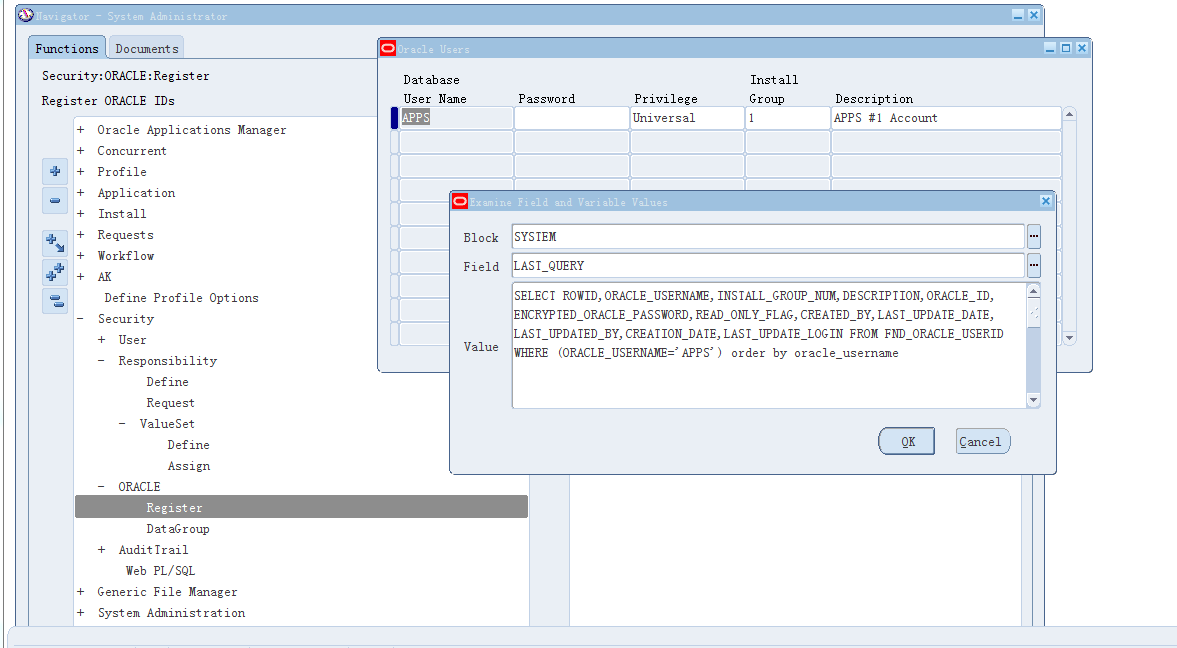 Navigator - System Administrator
Functions
Documents
Security:ORACLE:Register
Register ORACLE IDs
+ Oracle Applications Manager
+ Concurrent
+ Profile
+ Application
+ Install
+ Requests
+ Workflow
+ AK
Define Profile Options
- Security
+ User
- Responsibility
Define
Request
- ValueSet
Define
Assign
- ORACLE
Register
DataGroup
+ AuditTrail
Web PL/SQL
+ Generic File Manager
+ System Administration
Oracle Users
Database Install
User Name Password Privilege Group Description
APPS Universal 1 APPS #1 Account
Examine Field and Variable Values
Block SYSTEM ...
Field LAST_QUERY ...
Value
SELECT ROWID,ORACLE_USERNAME,INSTALL_GROUP_NUM,DESCRIPTION,ORACLE_ID,
ENCRYPTED_ORACLE_PASSWORD,READ_ONLY_FLAG,CREATED_BY,LAST_UPDATE_DATE,
LAST_UPDATED_BY,CREATION_DATE,LAST_UPDATE_LOGIN FROM FND_ORACLE_USERID
WHERE (ORACLE_USERNAME='APPS') order by oracle_username
OK Cancel